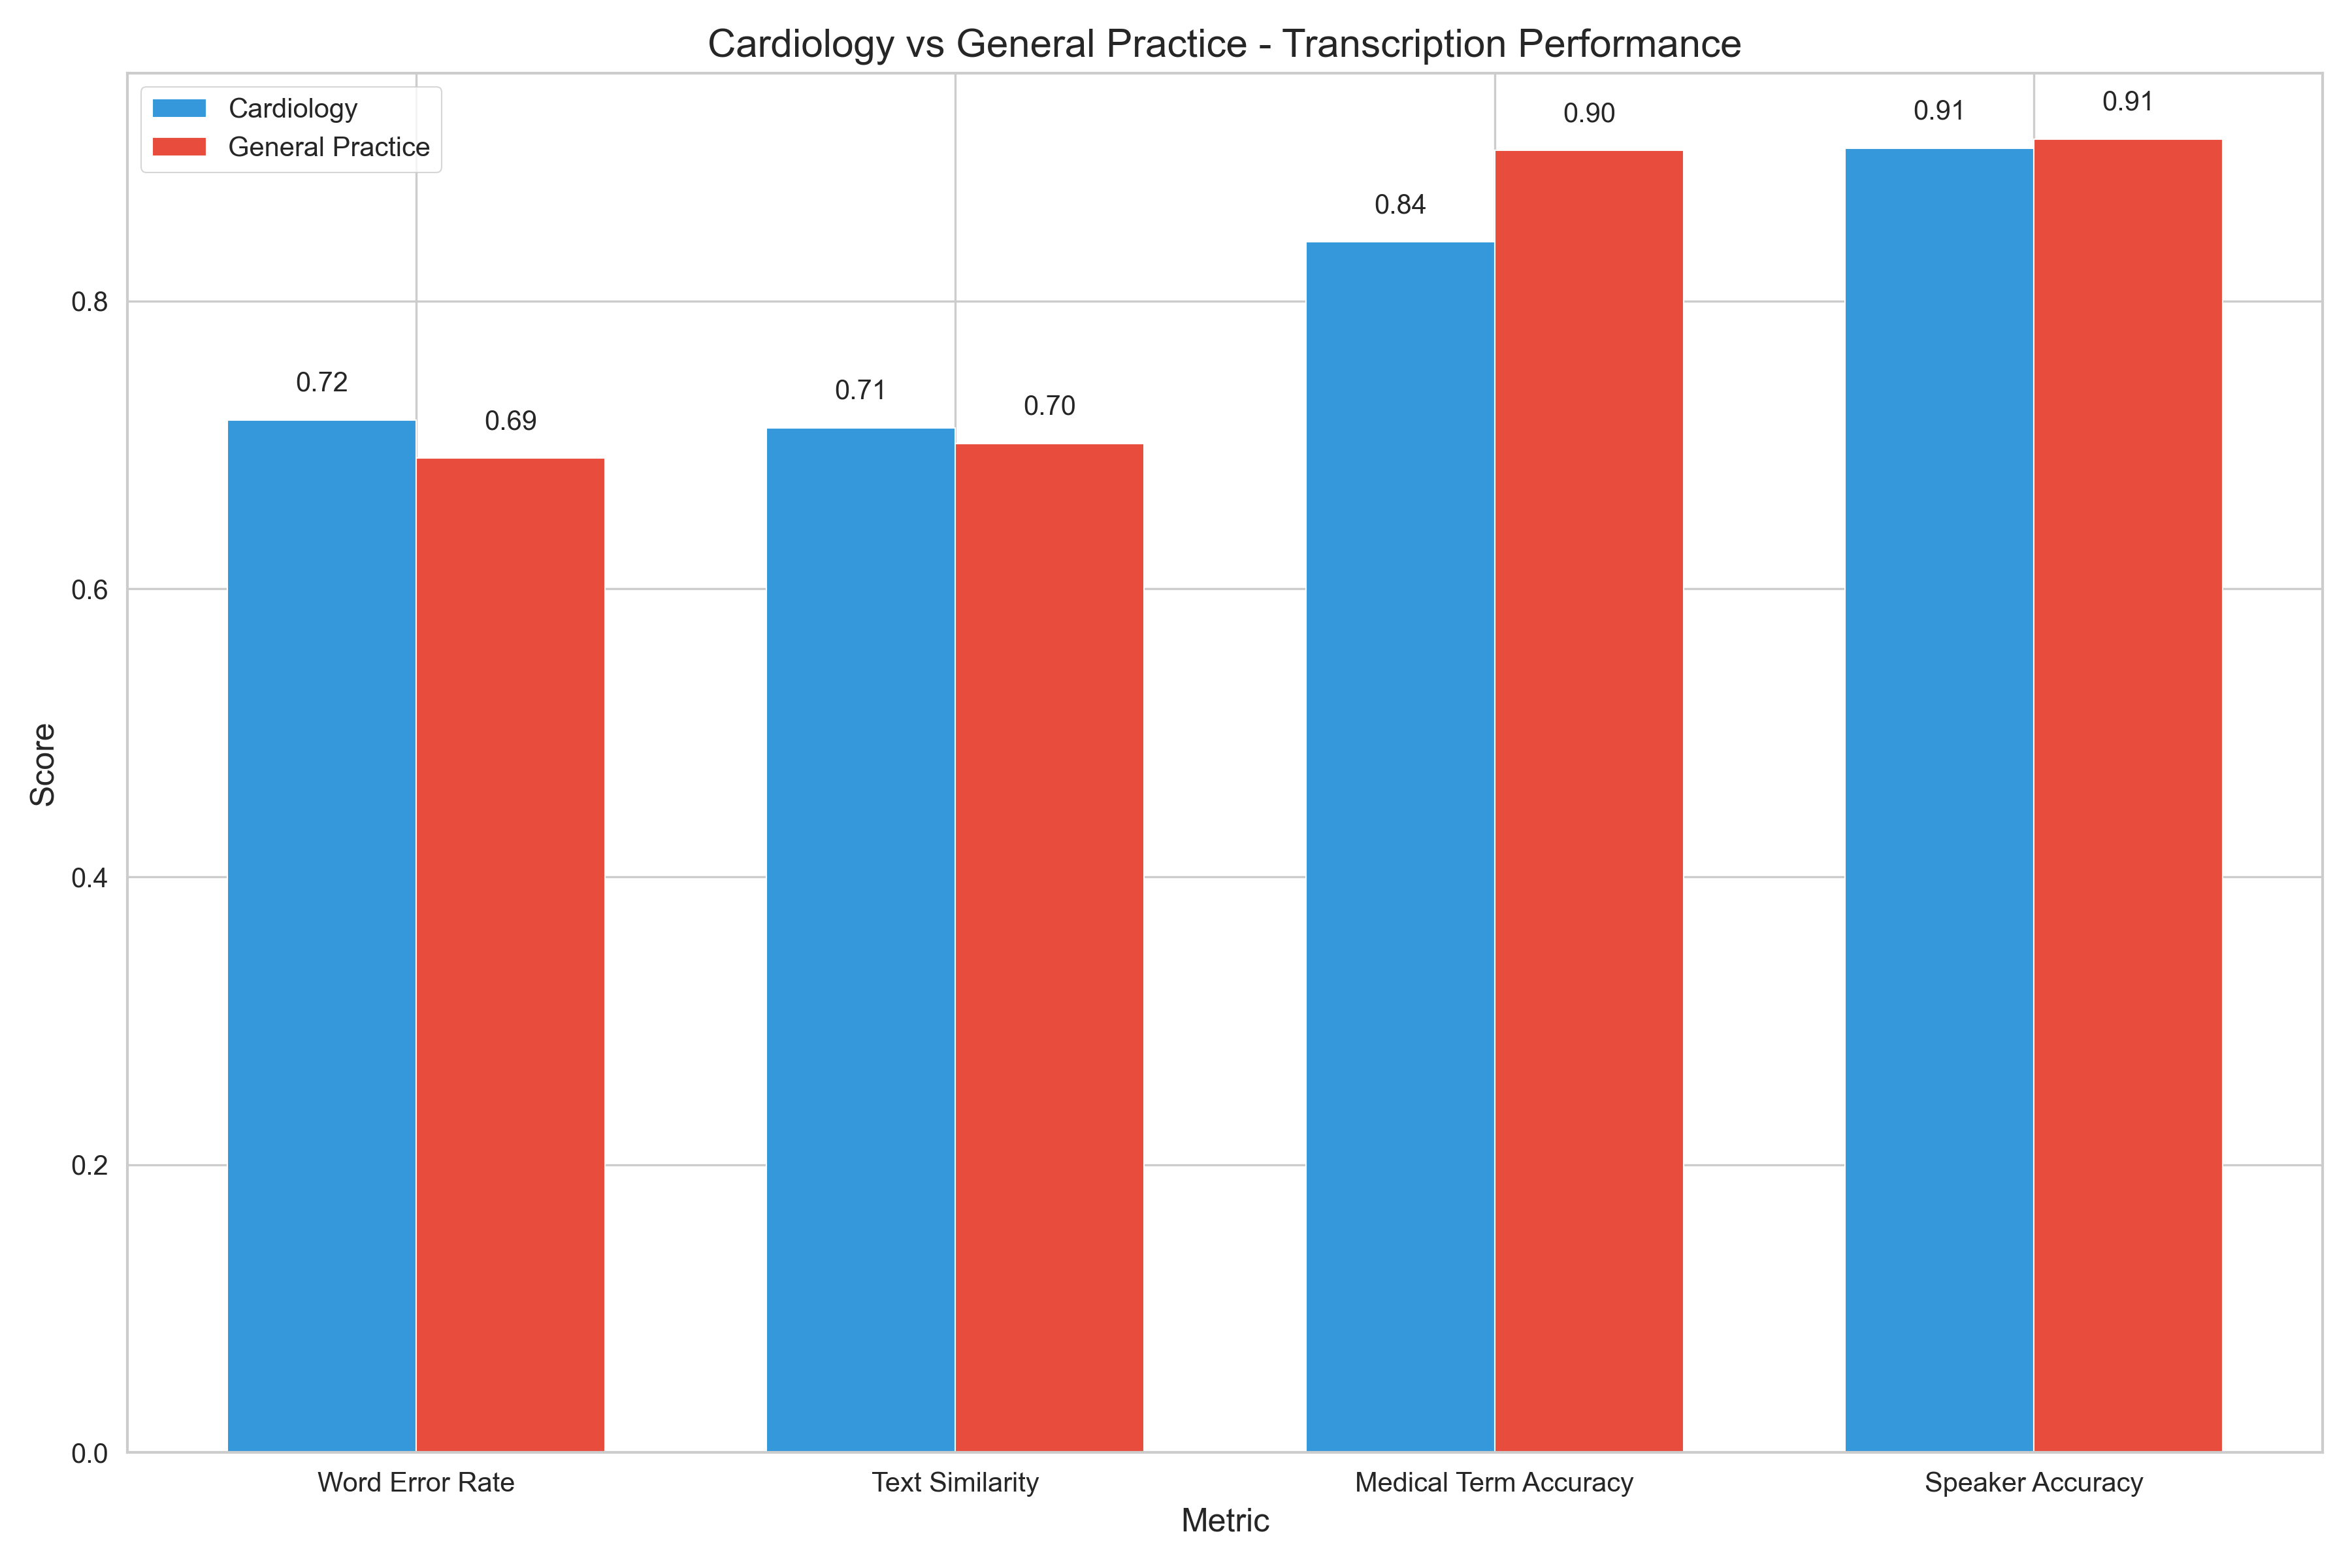 Cardiology vs General Practice - Transcription Performance
Cardiology
General Practice
0.72
0.69
0.71
0.70
0.84
0.90
0.91
0.91
0.8
0.6
0.4
0.2
0.0
Score
Word Error Rate
Text Similarity
Medical Term Accuracy
Speaker Accuracy
Metric